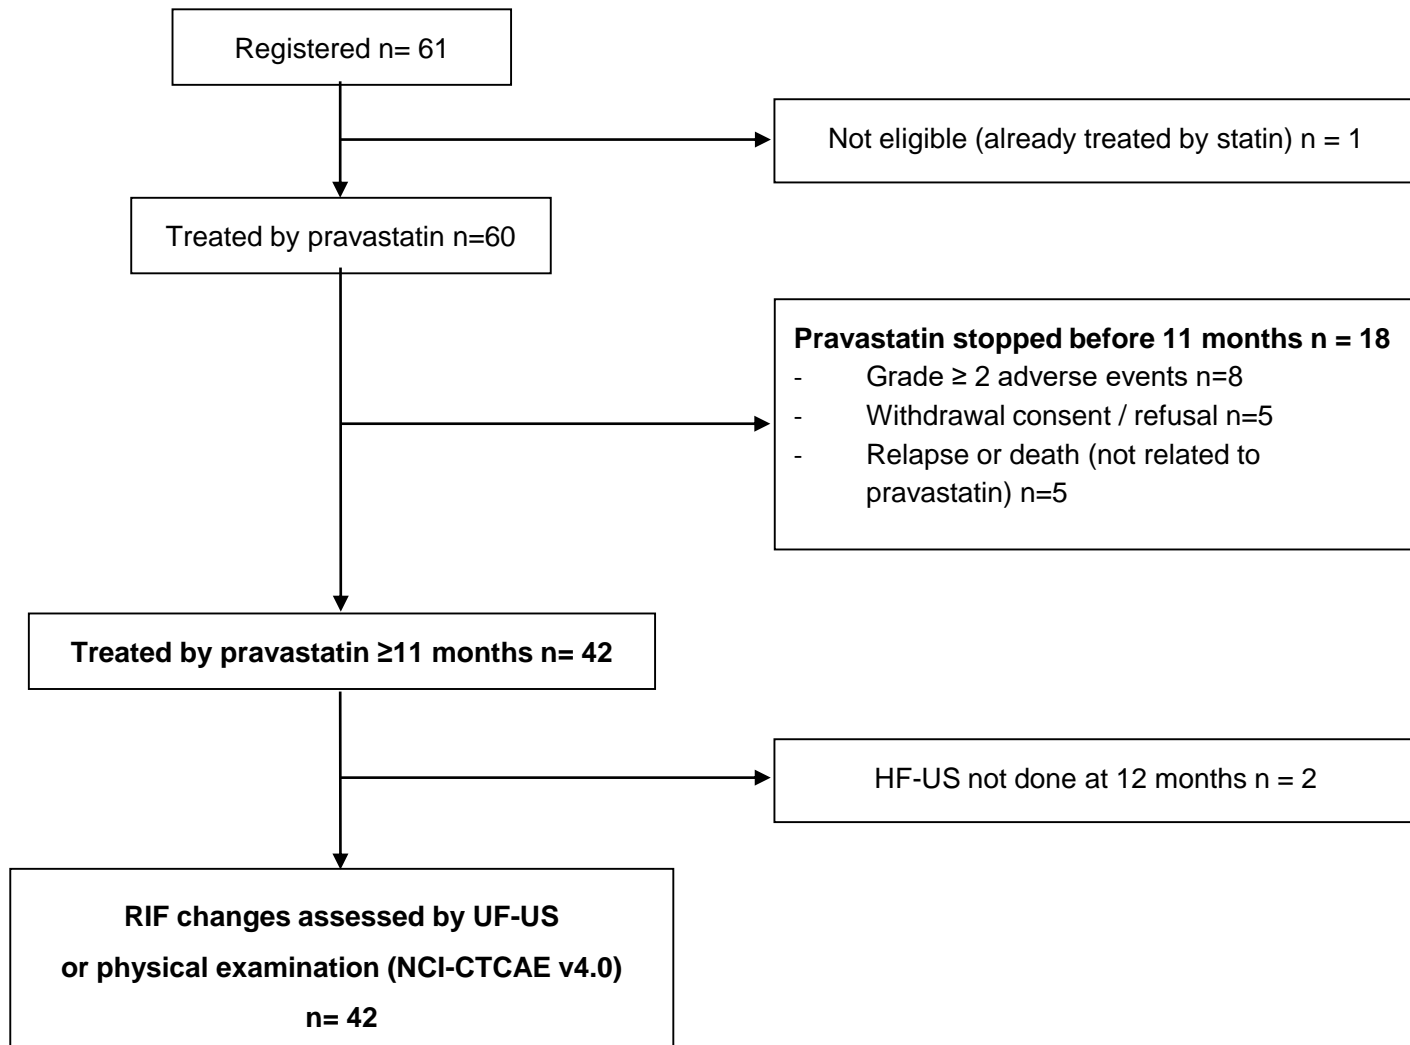 Registered n= 61
Not eligible (already treated by statin) n = 1
Treated by pravastatin n=60
Pravastatin stopped before 11 months n = 18
- Grade ≥ 2 adverse events n=8
- Withdrawal consent / refusal n=5
- Relapse or death (not related to
pravastatin) n=5
Treated by pravastatin ≥11 months n= 42
HF-US not done at 12 months n = 2
RIF changes assessed by UF-US
or physical examination (NCI-CTCAE v4.0)
n= 42